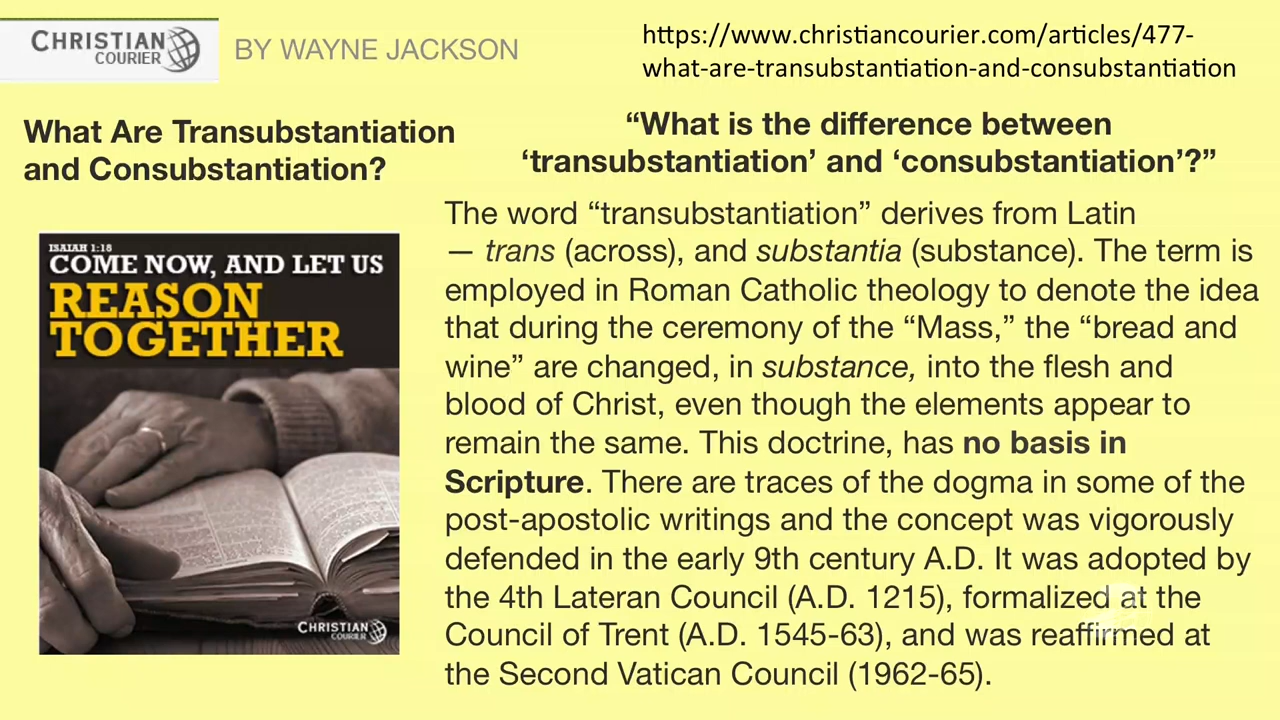 CHRISTIAN
COURIER
BY WAYNE JACKSON
https://www.christiancourier.com/articles/477-
what-are-transubstantiation-and-consubstantiation
What Are Transubstantiation
and Consubstantiation?
“What is the difference between
‘transubstantiation’ and ‘consubstantiation’?”
ISAIAH 1:18
COME NOW, AND LET US
REASON
TOGETHER
CHRISTIAN
COURIER
The word “transubstantiation” derives from Latin
— trans (across), and substantia (substance). The term is
employed in Roman Catholic theology to denote the idea
that during the ceremony of the “Mass,” the “bread and
wine” are changed, in substance, into the flesh and
blood of Christ, even though the elements appear to
remain the same. This doctrine, has no basis in
Scripture. There are traces of the dogma in some of the
post-apostolic writings and the concept was vigorously
defended in the early 9th century A.D. It was adopted by
the 4th Lateran Council (A.D. 1215), formalized at the
Council of Trent (A.D. 1545-63), and was reaffirmed at
the Second Vatican Council (1962-65).